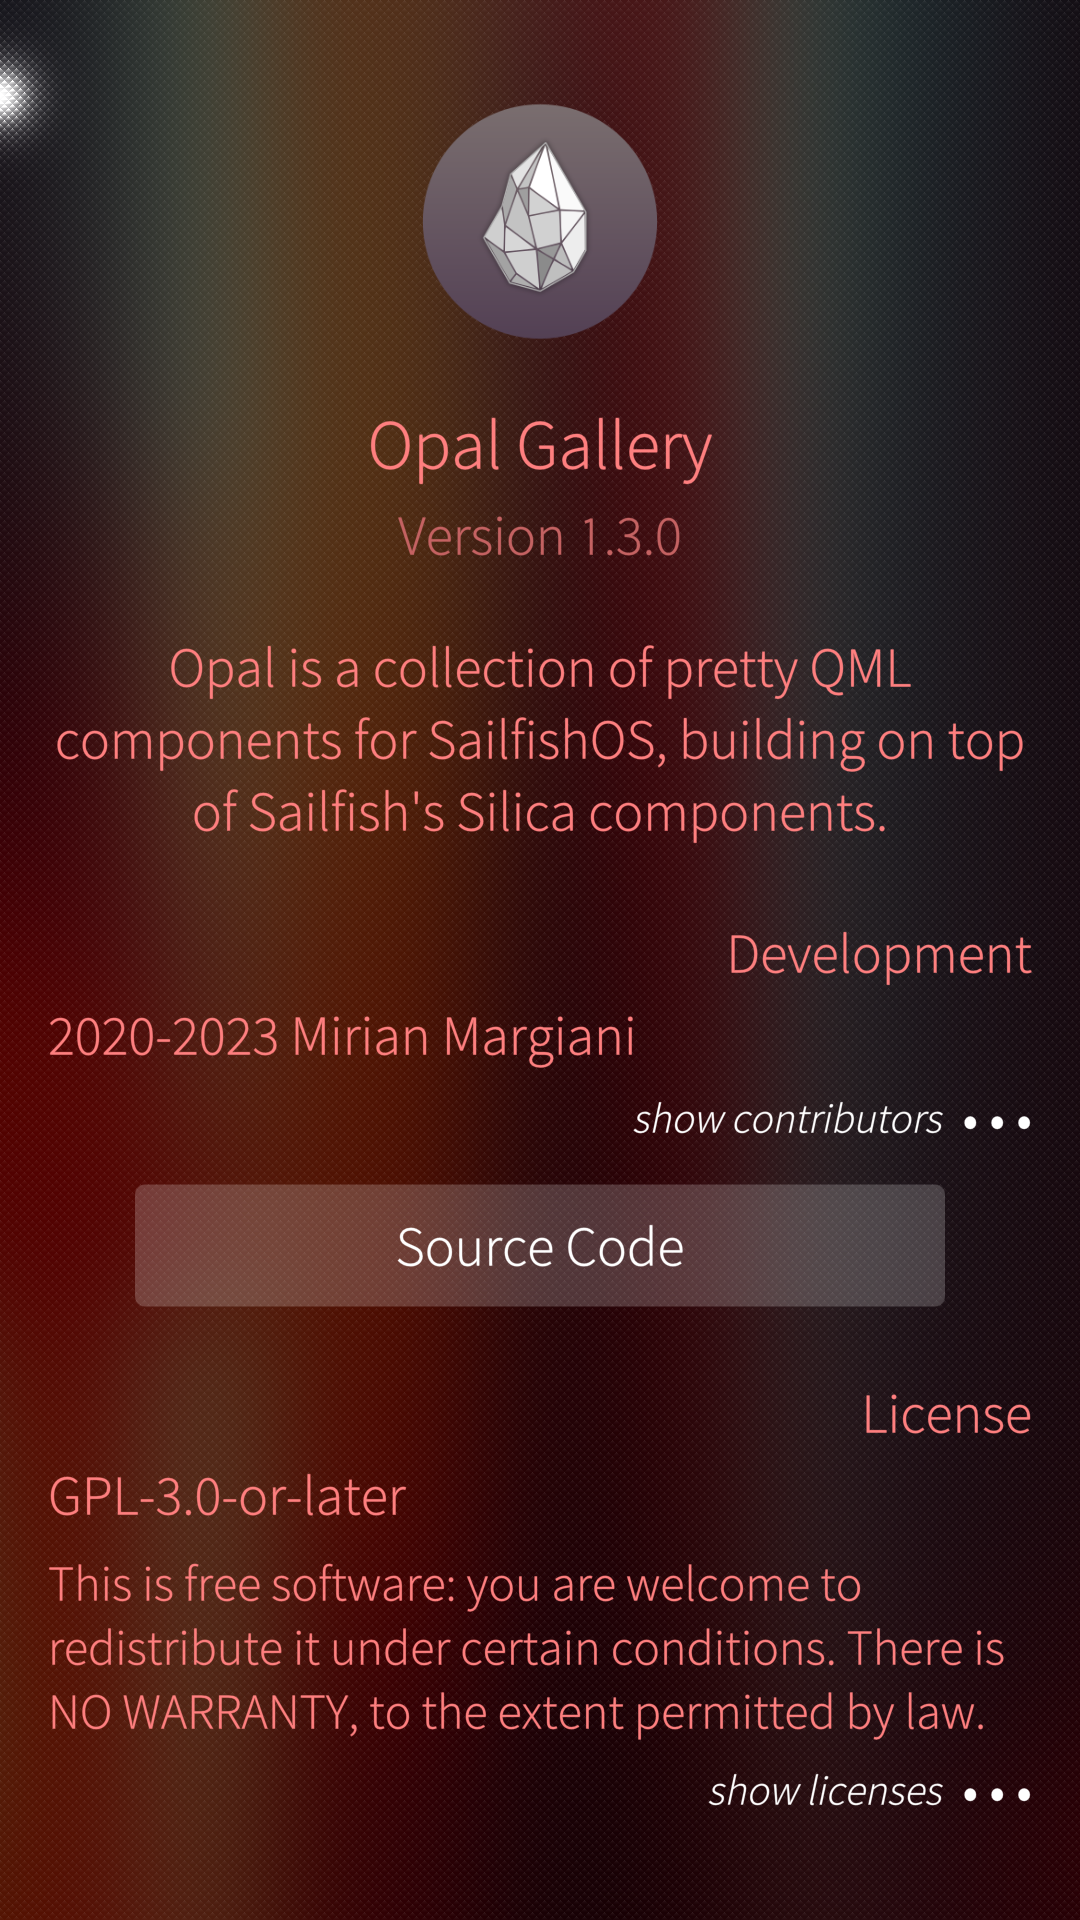 Opal Gallery
Version 1.3.0
Opal is a collection of pretty QML
components for SailfishOS, building on top
of Sailfish's Silica components.
Development
2020-2023 Mirian Margiani
show contributors •••
Source Code
License
GPL-3.0-or-later
This is free software: you are welcome to
redistribute it under certain conditions. There is
NO WARRANTY, to the extent permitted by law.
show licenses •••